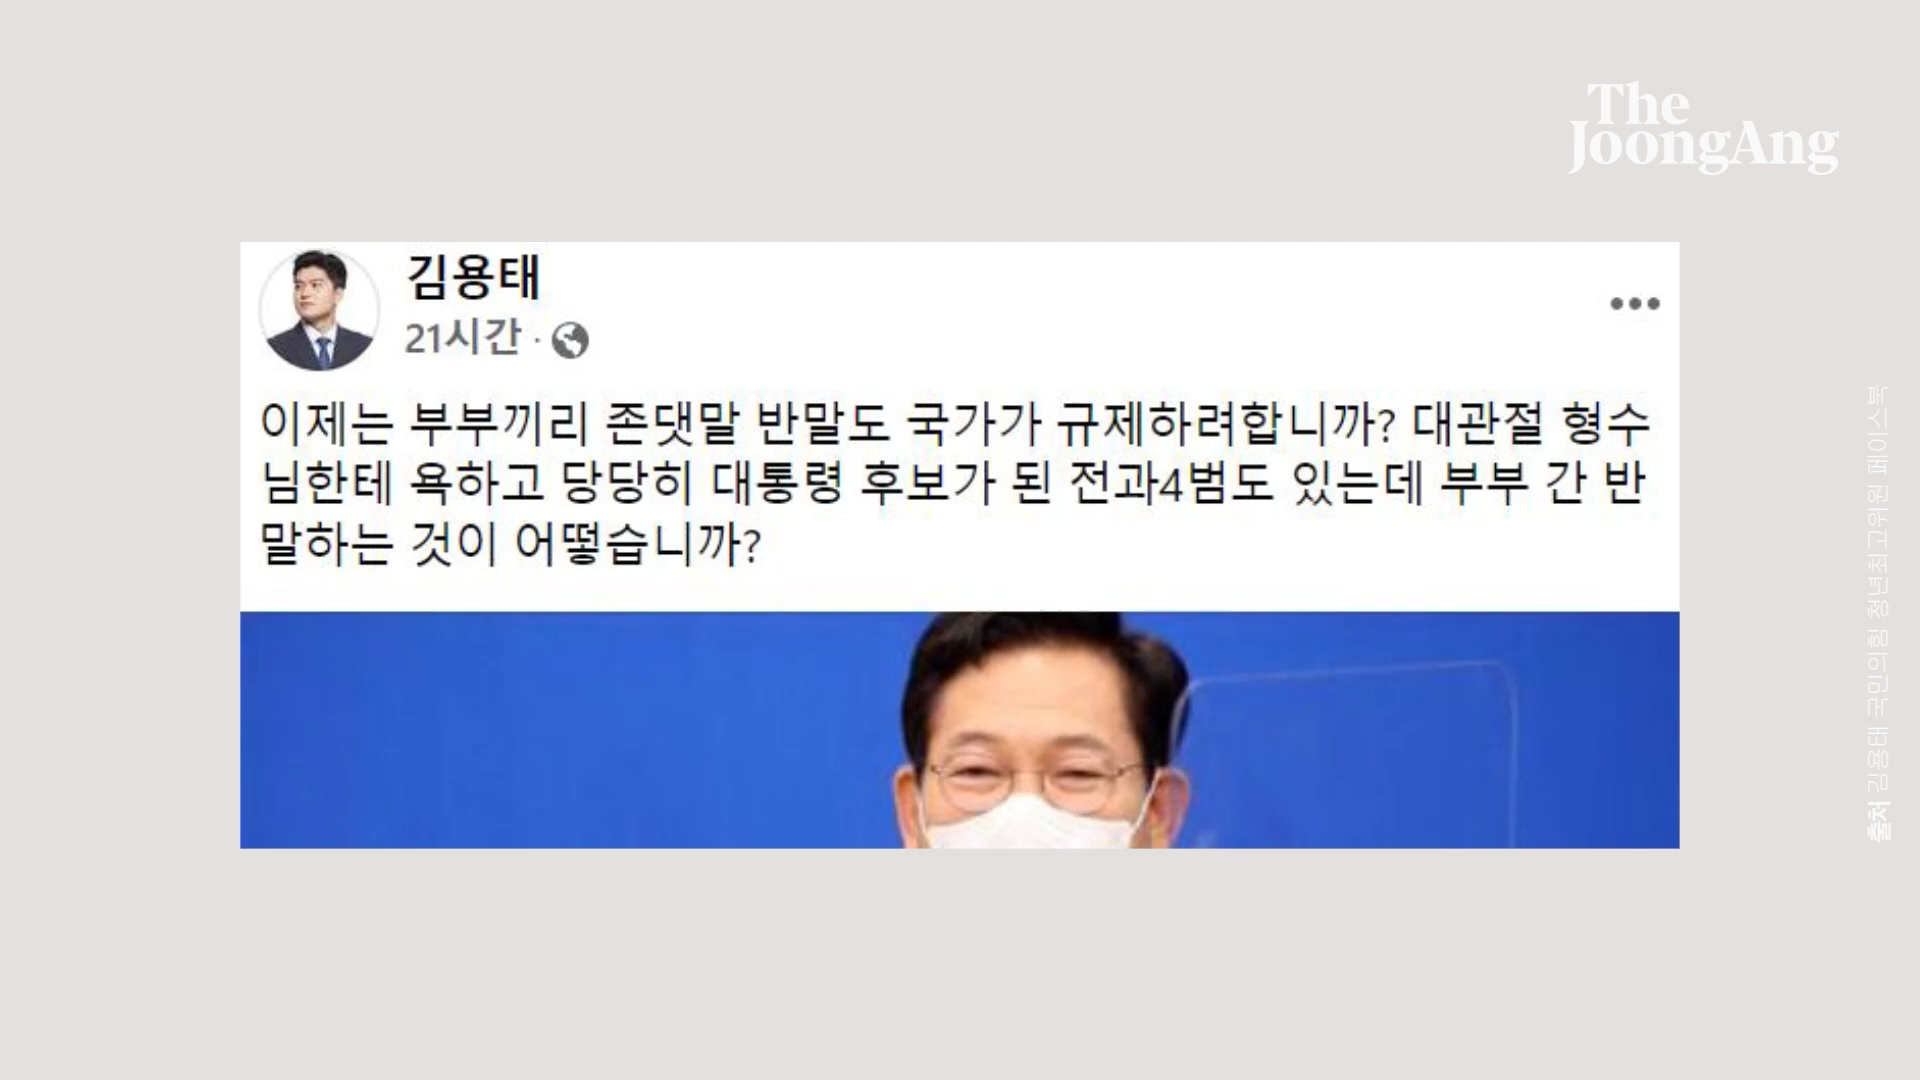 The
JoongAng
김용태
21시간 ·
이제는 부부끼리 존댓말 반말도 국가가 규제하려합니까? 대관절 형수
님한테 욕하고 당당히 대통령 후보가 된 전과4범도 있는데 부부 간 반
말하는 것이 어떻습니까?
출처 김용태 국민의힘 청년최고위원 페이스북